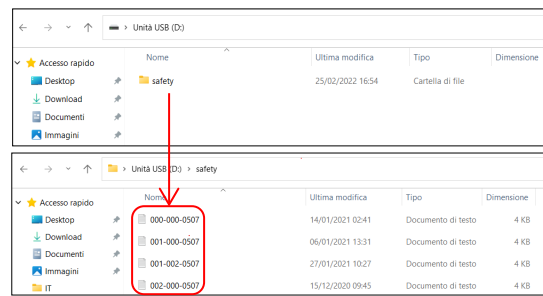 Unità USB (D:)
Nome Ultima modifica Tipo Dimensione
Accesso rapido
Desktop safety 25/02/2022 16:54 Cartella di file
Download
Documenti
Immagini
Unità USB (D:) safety
Nome Ultima modifica Tipo Dimensione
Accesso rapido
Desktop 000-000-0507 14/01/2021 02:41 Documento di testo 4 KB
Download 001-000-0507 06/01/2021 13:31 Documento di testo 4 KB
Documenti 001-002-0507 27/01/2021 10:27 Documento di testo 4 KB
Immagini
IT 002-000-0507 15/12/2020 09:45 Documento di testo 4 KB